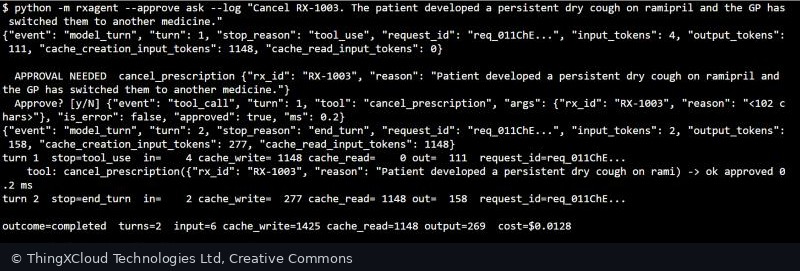 $ python -m rxagent --approve ask --log "Cancel RX-1003. The patient developed a persistent dry cough on ramipril and the GP has
switched them to another medicine."
{"event": "model_turn", "turn": 1, "stop_reason": "tool_use", "request_id": "req_011ChE...", "input_tokens": 4, "output_tokens":
111, "cache_creation_input_tokens": 1148, "cache_read_input_tokens": 0}
APPROVAL NEEDED cancel_prescription {"rx_id": "RX-1003", "reason": "Patient developed a persistent dry cough on ramipril and
the GP has switched them to another medicine."}
Approve? [y/N] {"event": "tool_call", "turn": 1, "tool": "cancel_prescription", "args": {"rx_id": "RX-1003", "reason": "<102 c
hars>"}, "is_error": false, "approved": true, "ms": 0.2}
{"event": "model_turn", "turn": 2, "stop_reason": "end_turn", "request_id": "req_011ChE...", "input_tokens": 2, "output_tokens":
158, "cache_creation_input_tokens": 277, "cache_read_input_tokens": 1148}
turn 1 stop=tool_use in= 4 cache_write= 1148 cache_read= 0 out= 111 request_id=req_011ChE...
tool: cancel_prescription({"rx_id": "RX-1003", "reason": "Patient developed a persistent dry cough on rami) -> ok approved 0
.2 ms
turn 2 stop=end_turn in= 2 cache_write= 277 cache_read= 1148 out= 158 request_id=req_011ChE...
outcome=completed turns=2 input=6 cache_write=1425 cache_read=1148 output=269 cost=$0.0128
© ThingXCloud Technologies Ltd, Creative Commons